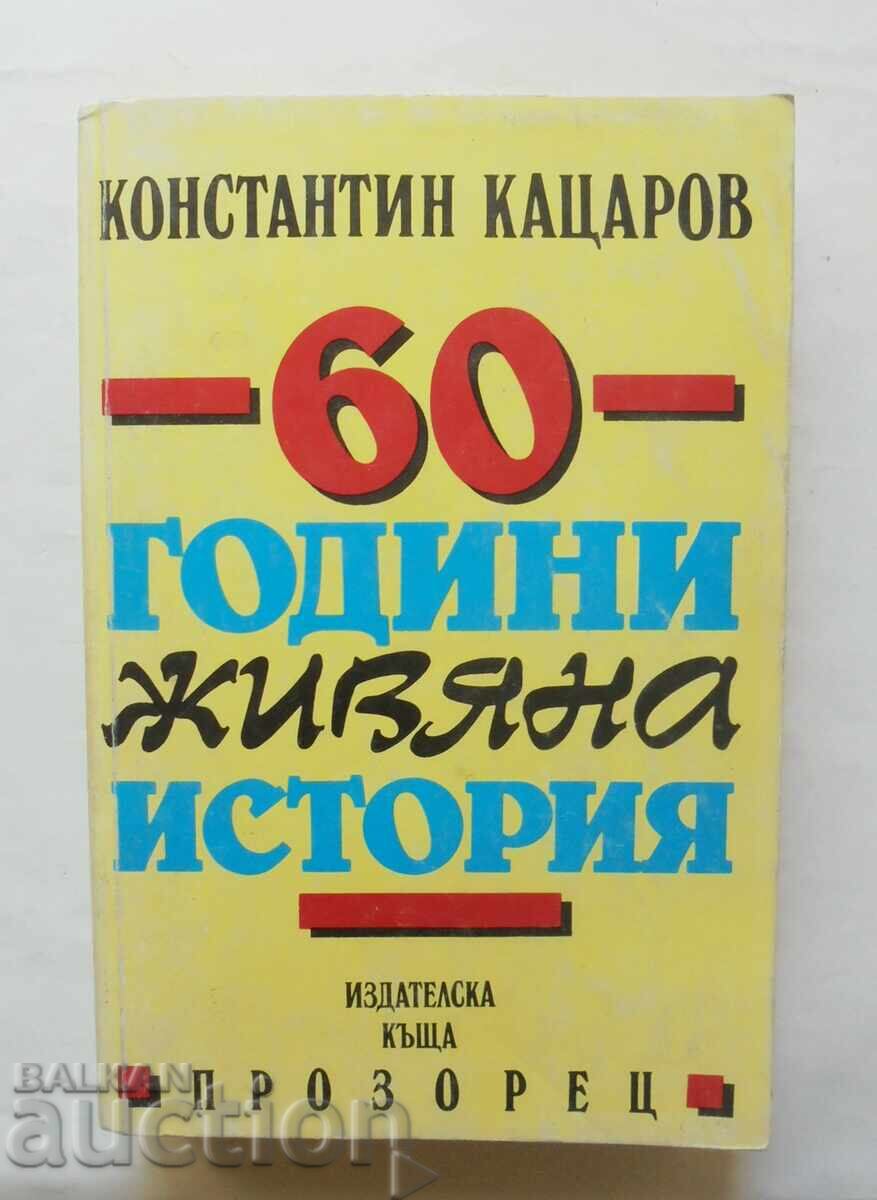 КОНСТАНТИН КАЦАРОВ
60
ГОДИНИ
живяна
ИСТОРИЯ
ИЗДАТЕЛСКА
КЪЩА
ПРОЗОРЕЦ
BALKAN
auction